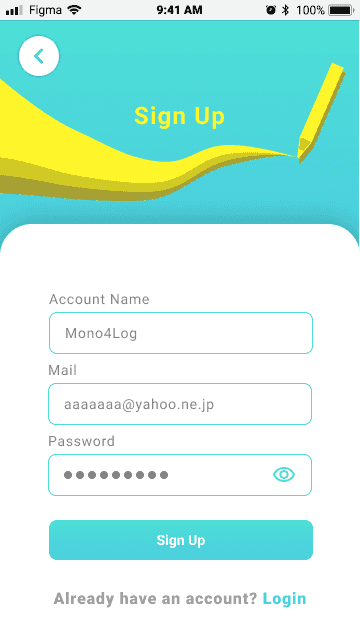 Figma 9:41 AM 100%
Sign Up
Account Name
Mono4Log
Mail
aaaaaaa@yahoo.ne.jp
Password
●●●●●●●●●
Sign Up
Already have an account? Login